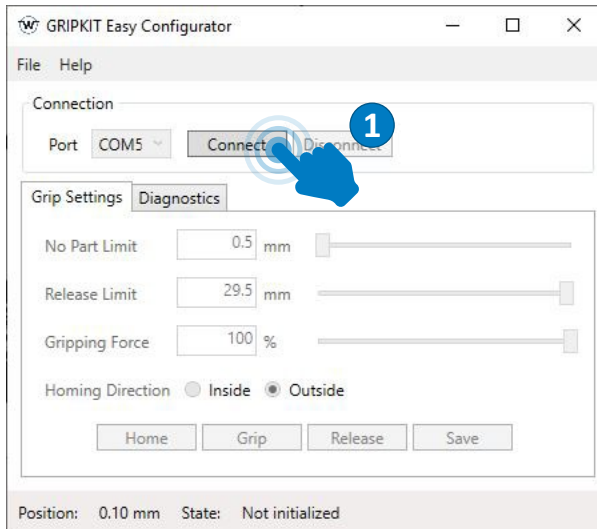 GRIPKIT Easy Configurator
File Help
Connection
Port COM5 Connect Disconnect
1
Grip Settings Diagnostics
No Part Limit 0.5 mm
Release Limit 29.5 mm
Gripping Force 100 %
Homing Direction Inside Outside
Home Grip Release Save
Position: 0.10 mm State: Not initialized